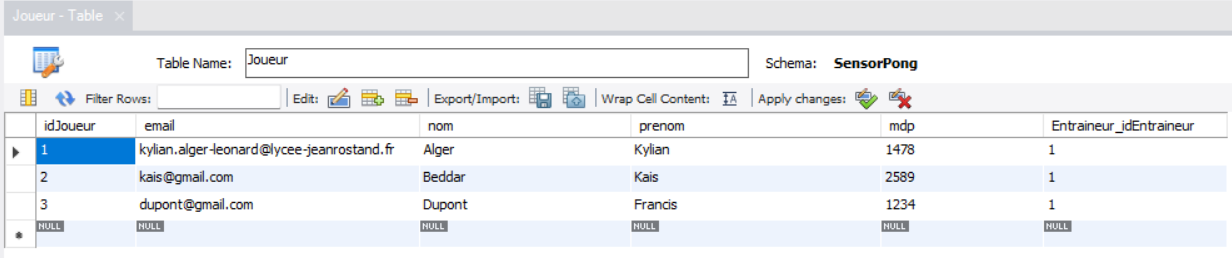 Joueur - Table ×
Table Name: Joueur Schema: SensorPong
Filter Rows: Edit: Export/Import: Wrap Cell Content: IA Apply changes:
idJoueur email nom prenom mdp Entraineur_idEntraineur
1 kylian.alger-leonard@lycee-jeanrostand.fr Alger Kylian 1478 1
2 kais@gmail.com Beddar Kais 2589 1
3 dupont@gmail.com Dupont Francis 1234 1
NULL NULL NULL NULL NULL NULL